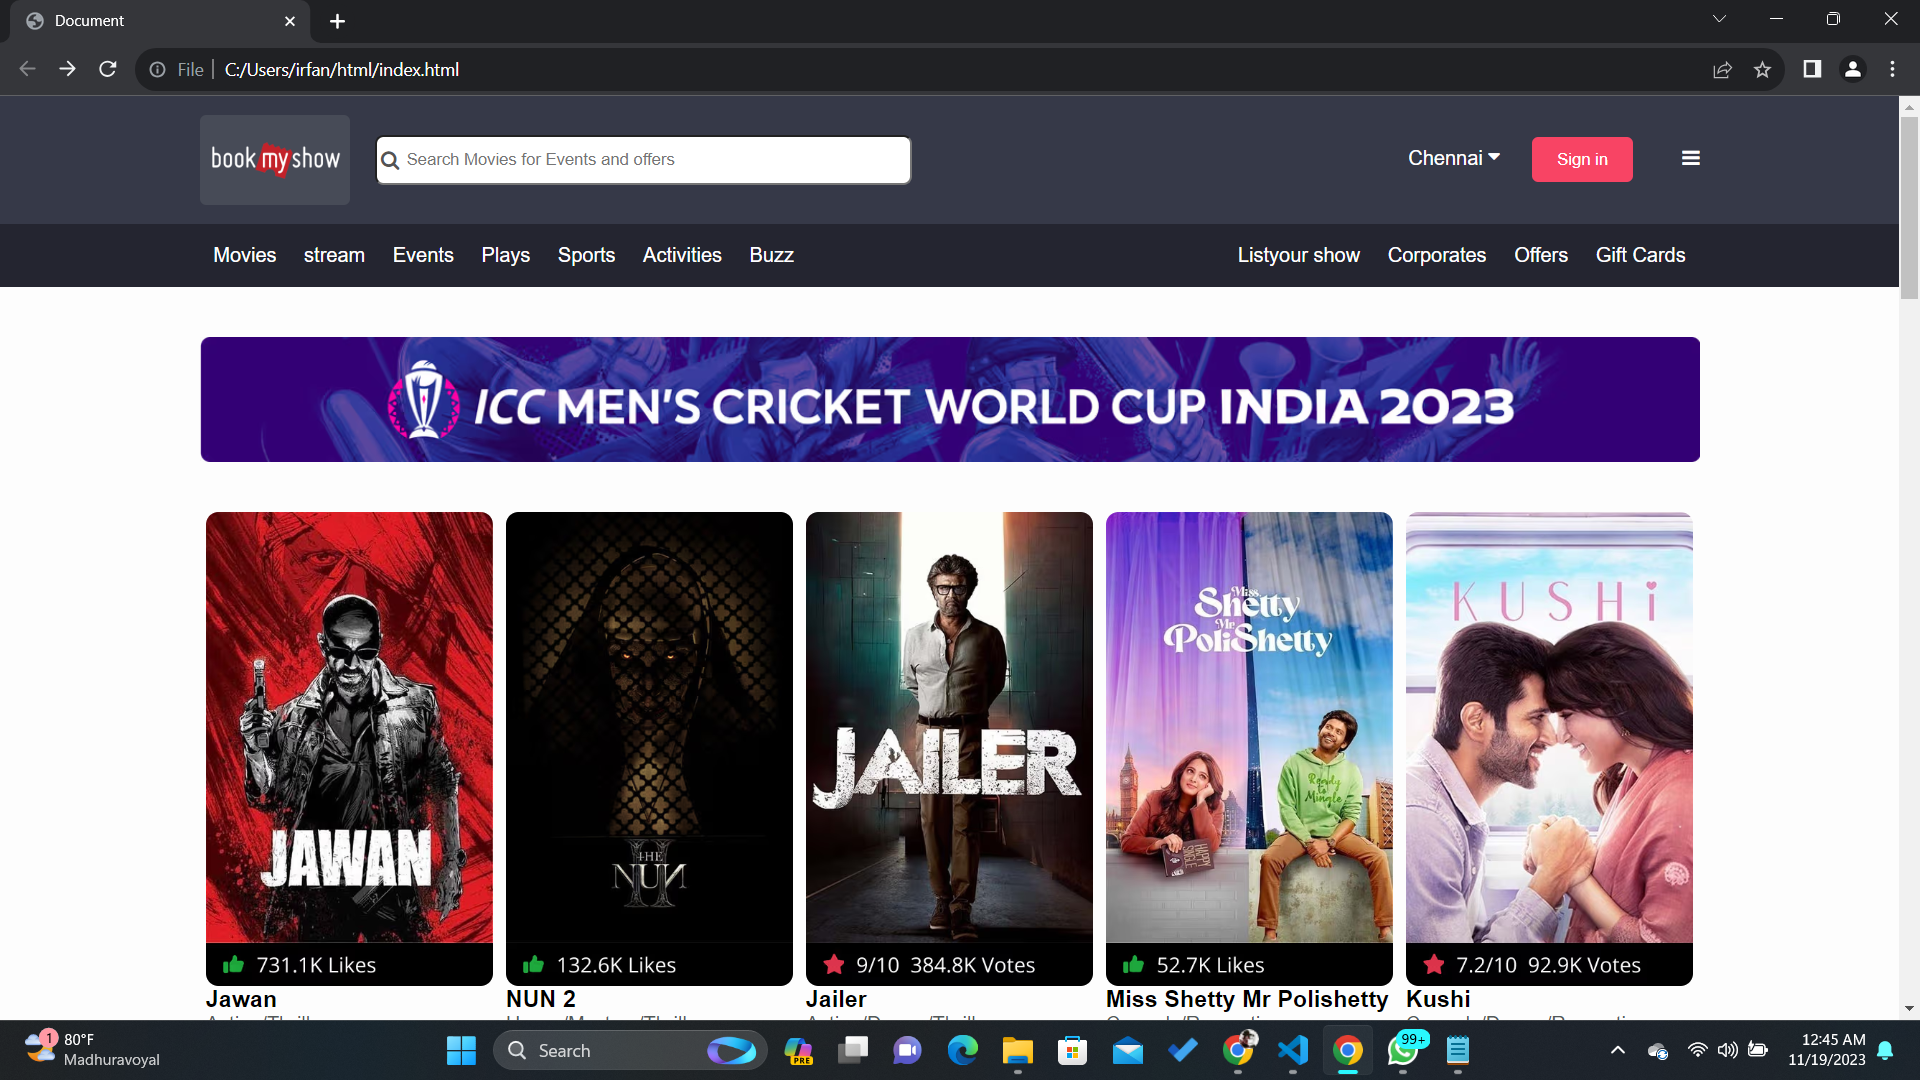 Document
File
C:/Users/irfan/html/index.html
book my show
Search Movies for Events and offers
Chennai
Sign in
Movies stream Events Plays Sports Activities Buzz
Listyour show Corporates Offers Gift Cards
ICC MEN'S CRICKET WORLD CUP INDIA 2023
JAWAN
THE
NUN
II
JAILER
Miss.
Shetty
Mr
PoliShetty
Ready
to
Mingle
HAPPY
SINGLE
KUSHi
731.1K Likes
132.6K Likes
9/10 384.8K Votes
52.7K Likes
7.2/10 92.9K Votes
Jawan
NUN 2
Jailer
Miss Shetty Mr Polishetty
Kushi
1
80°F
Madhuravoyal
Search
PRE
99+
12:45 AM
11/19/2023